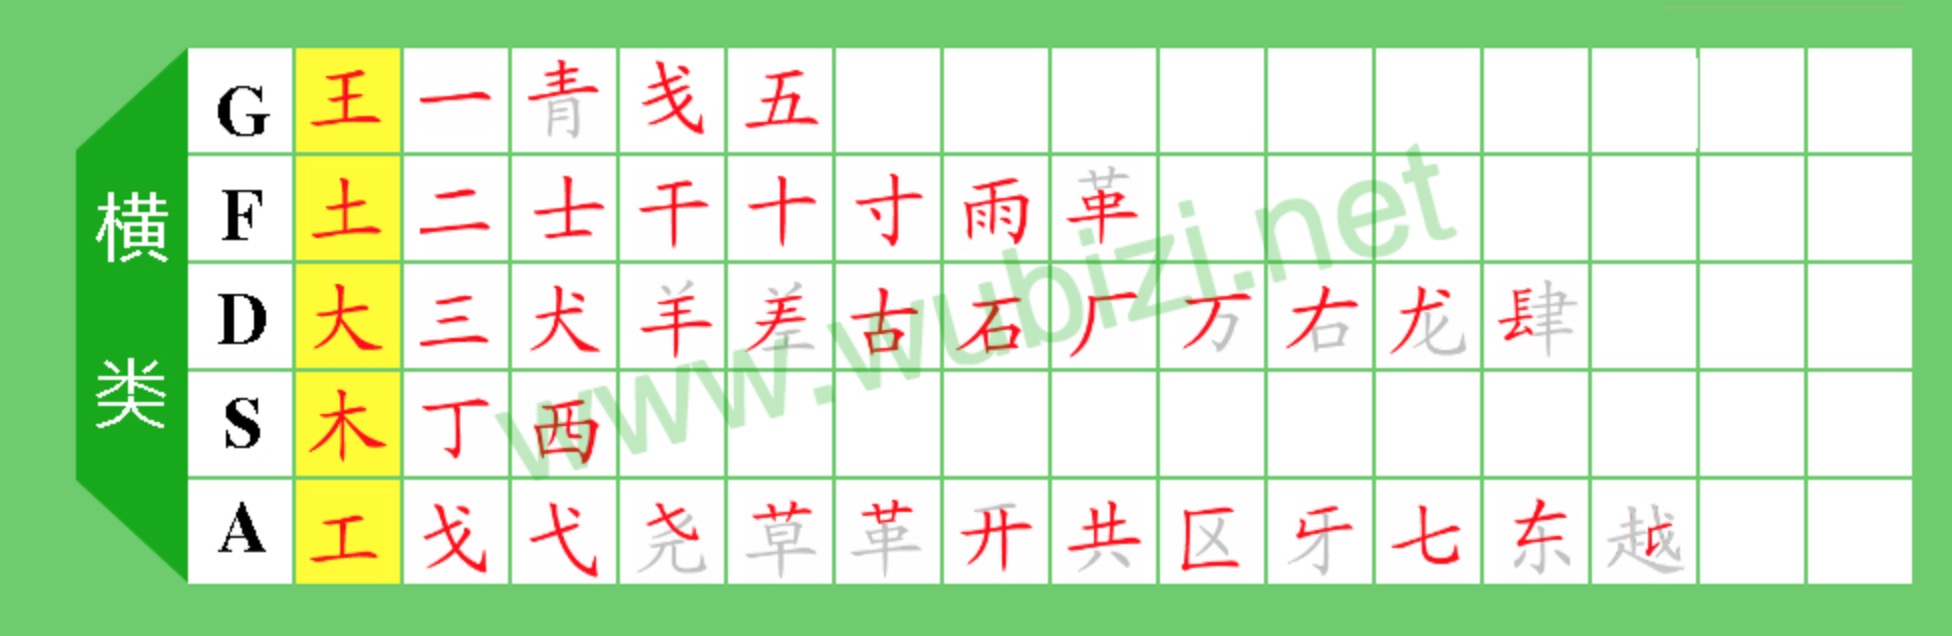 横类
G 王 一 青 戋 五
F 土 二 士 干 十 寸 雨 革
D 大 三 犬 羊 差 古 石 厂 万 右 龙 肆
S 木 丁 西
A 工 戈 弋 尧 草 革 开 共 区 牙 七 东 越
www.wubizi.net